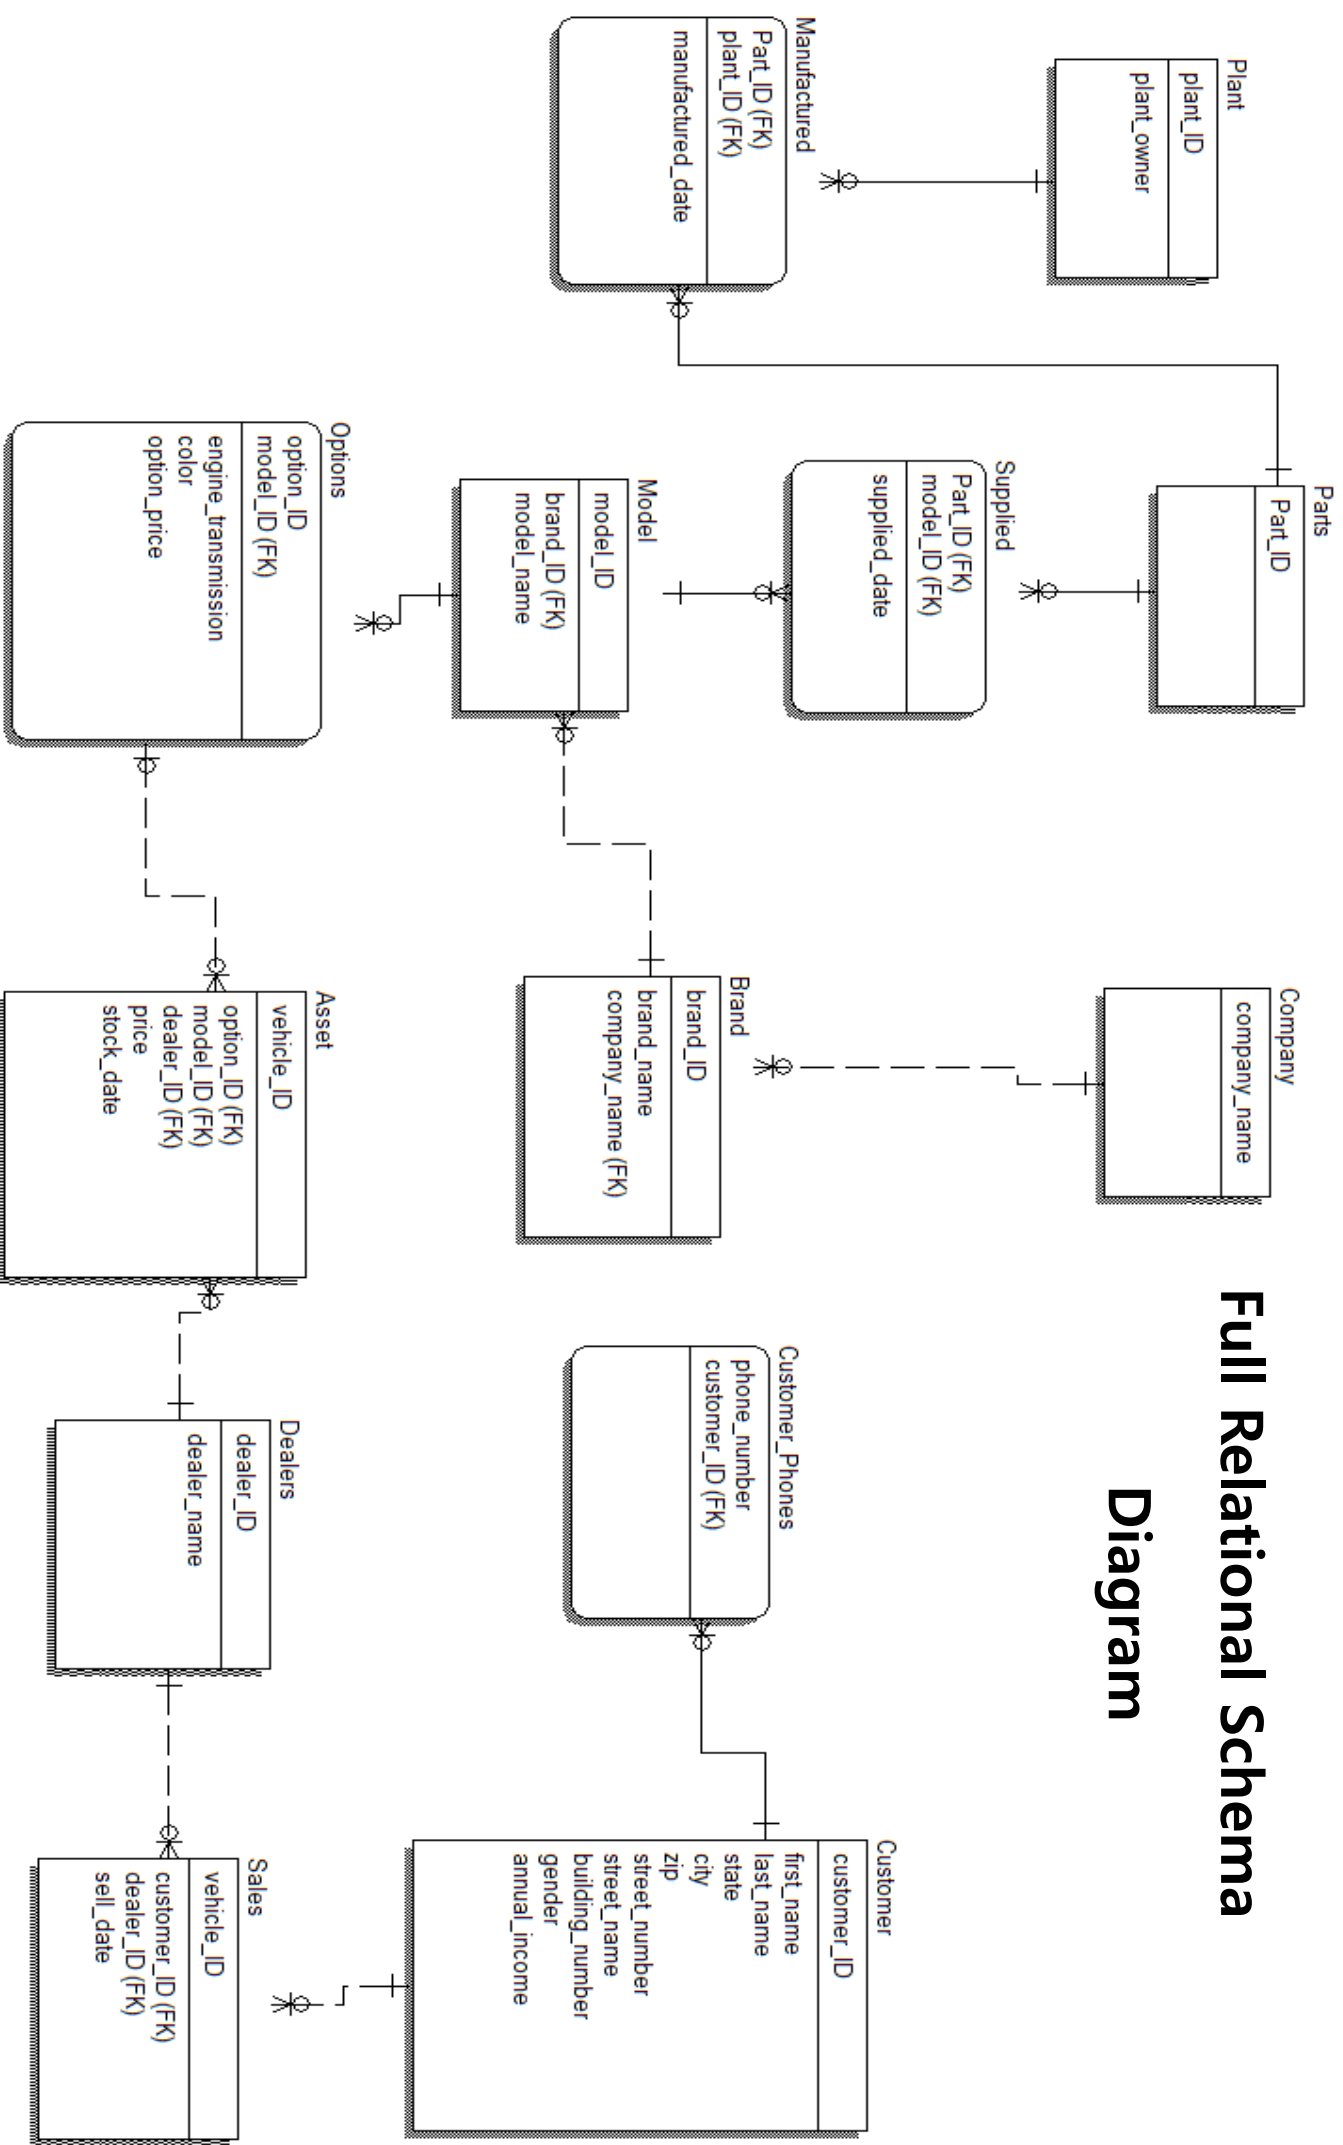 Full Relational Schema
Diagram
Plant
plant_ID
plant_owner
Manufactured
Part_ID (FK)
plant_ID (FK)
manufactured_date
Parts
Part_ID
Supplied
Part_ID (FK)
model_ID (FK)
supplied_date
Model
model_ID
brand_ID (FK)
model_name
Options
option_ID
model_ID (FK)
engine_transmission
color
option_price
Company
company_name
Brand
brand_ID
brand_name
company_name (FK)
Asset
vehicle_ID
option_ID (FK)
model_ID (FK)
dealer_ID (FK)
price
stock_date
Customer_Phones
phone_number
customer_ID (FK)
Dealers
dealer_ID
dealer_name
Customer
customer_ID
first_name
last_name
state
city
zip
street_number
street_name
building_number
gender
annual_income
Sales
vehicle_ID
customer_ID (FK)
dealer_ID (FK)
sell_date